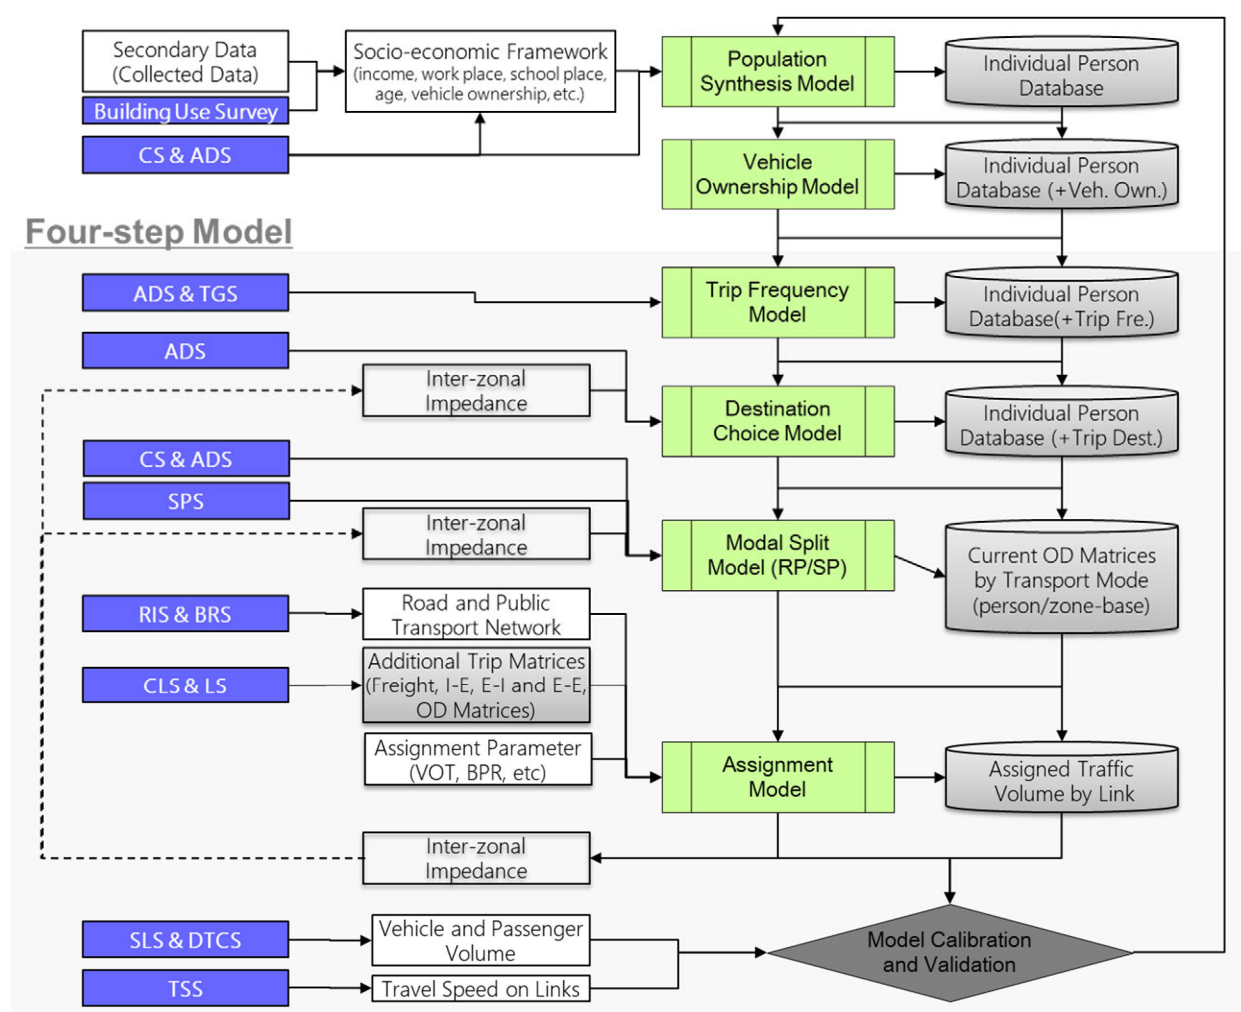 Secondary Data
(Collected Data)
Building Use Survey
CS & ADS
Socio-economic Framework
(income, work place, school place,
age, vehicle ownership, etc.)
Population
Synthesis Model
Individual Person
Database
Vehicle
Ownership Model
Individual Person
Database (+Veh. Own.)
Four-step Model
ADS & TGS
Trip Frequency
Model
Individual Person
Database(+Trip Fre.)
ADS
Inter-zonal
Impedance
Destination
Choice Model
Individual Person
Database (+Trip Dest.)
CS & ADS
SPS
Inter-zonal
Impedance
Modal Split
Model (RP/SP)
Current OD Matrices
by Transport Mode
(person/zone-base)
RIS & BRS
Road and Public
Transport Network
CLS & LS
Additional Trip Matrices
(Freight, I-E, E-I and E-E,
OD Matrices)
Assignment Parameter
(VOT, BPR, etc)
Assignment
Model
Assigned Traffic
Volume by Link
Inter-zonal
Impedance
SLS & DTCS
Vehicle and Passenger
Volume
TSS
Travel Speed on Links
Model Calibration
and Validation